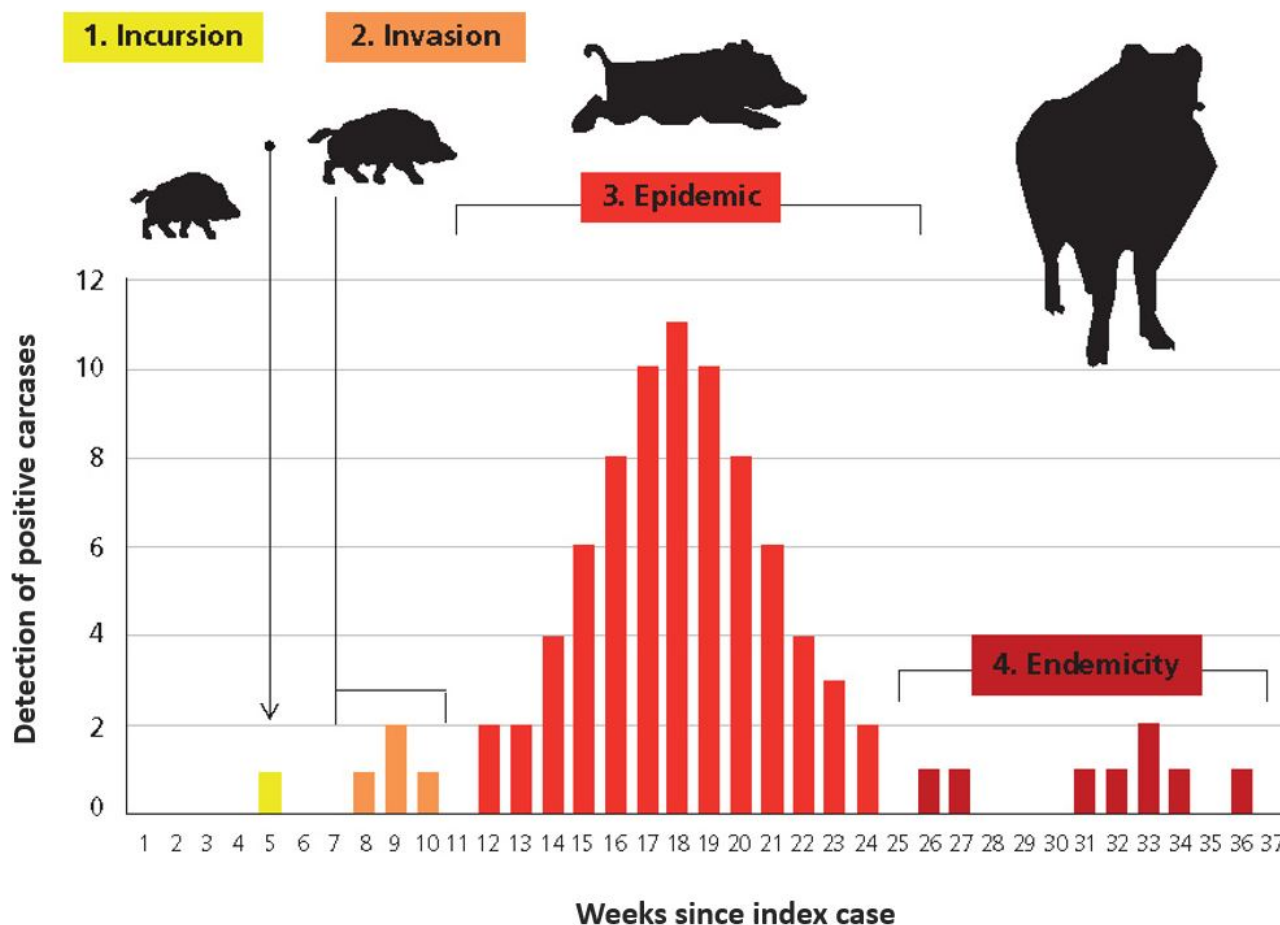 1. Incursion
2. Invasion
3. Epidemic
12
10
8
6
4
2
0
4. Endemicity
Detection of positive carcases
1 2 3 4 5 6 7 8 9 10 11 12 13 14 15 16 17 18 19 20 21 22 23 24 25 26 27 28 29 30 31 32 33 34 35 36 37
Weeks since index case